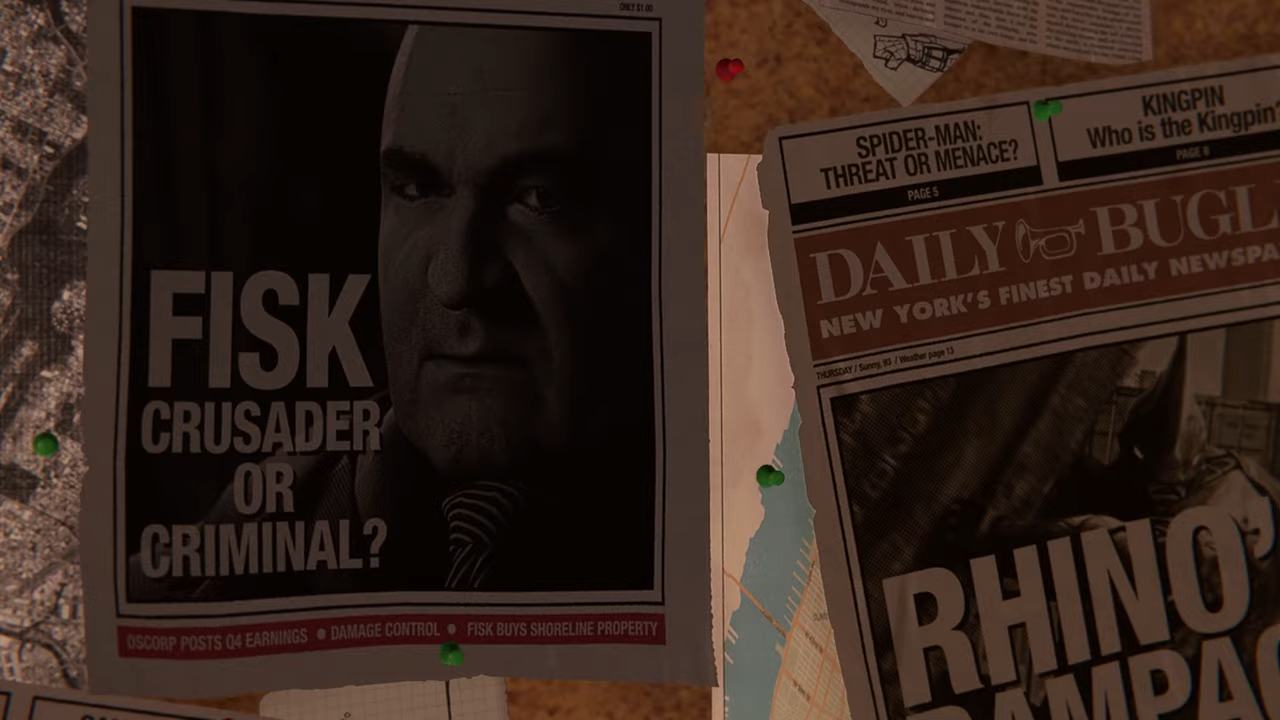 ONLY $1.00
FISK
CRUSADER
OR
CRIMINAL?
OSCORP POSTS Q4 EARNINGS • DAMAGE CONTROL • FISK BUYS SHORELINE PROPERTY
SPIDER-MAN:
THREAT OR MENACE?
PAGE 5
KINGPIN
Who is the Kingpin?
PAGE 8
DAILY BUGL
NEW YORK'S FINEST DAILY NEWSPA
THURSDAY / Sunny, 93 / Weather page 13
RHINO'
RAMPAG